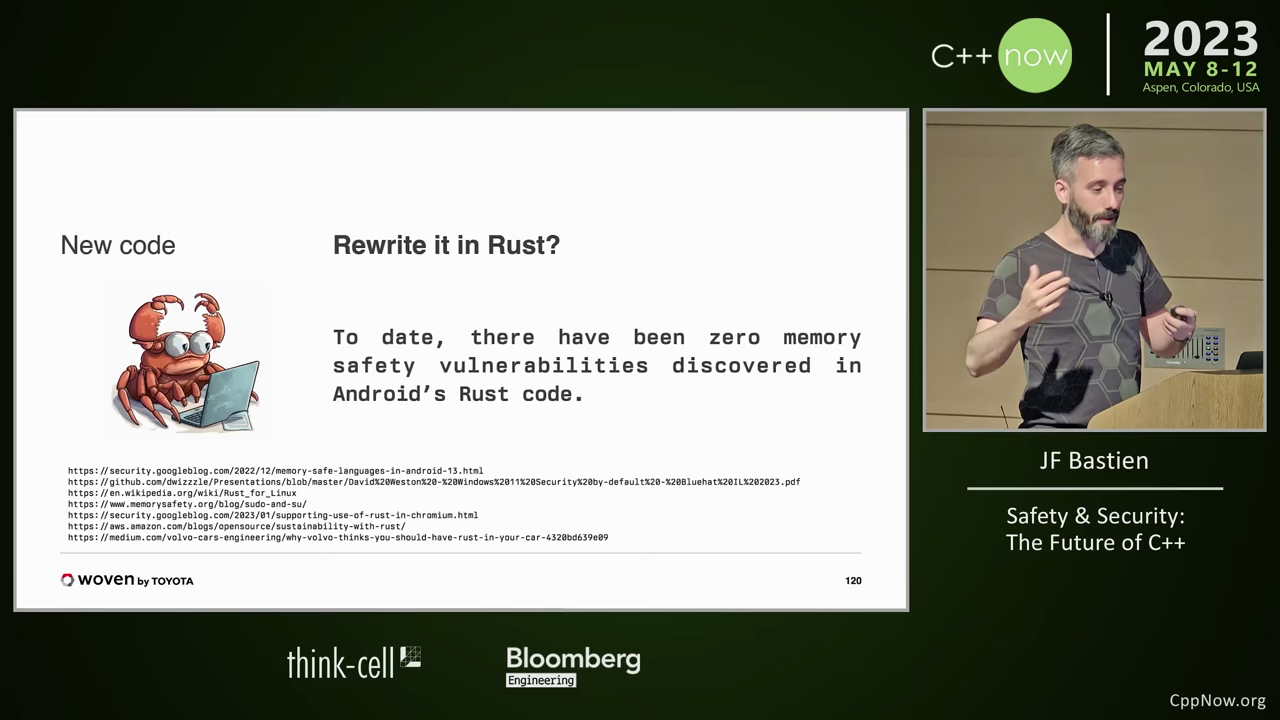 C++ now
2023
MAY 8-12
Aspen, Colorado, USA
New code
Rewrite it in Rust?
To date, there have been zero memory
safety vulnerabilities discovered in
Android's Rust code.
https://security.googleblog.com/2022/12/memory-safe-languages-in-android-13.html
https://github.com/dwizzzle/Presentations/blob/master/David%20Weston%20-%20Windows%2011%20Security%20by-default%20-%20Bluehat%20IL%202023.pdf
https://en.wikipedia.org/wiki/Rust_for_Linux
https://www.memorysafety.org/blog/sudo-and-su/
https://security.googleblog.com/2023/01/supporting-use-of-rust-in-chromium.html
https://aws.amazon.com/blogs/opensource/sustainability-with-rust/
https://medium.com/volvo-cars-engineering/why-volvo-thinks-you-should-have-rust-in-your-car-4320bd639e09
woven by TOYOTA
120
JF Bastien
Safety & Security:
The Future of C++
think-cell
Bloomberg
Engineering
CppNow.org